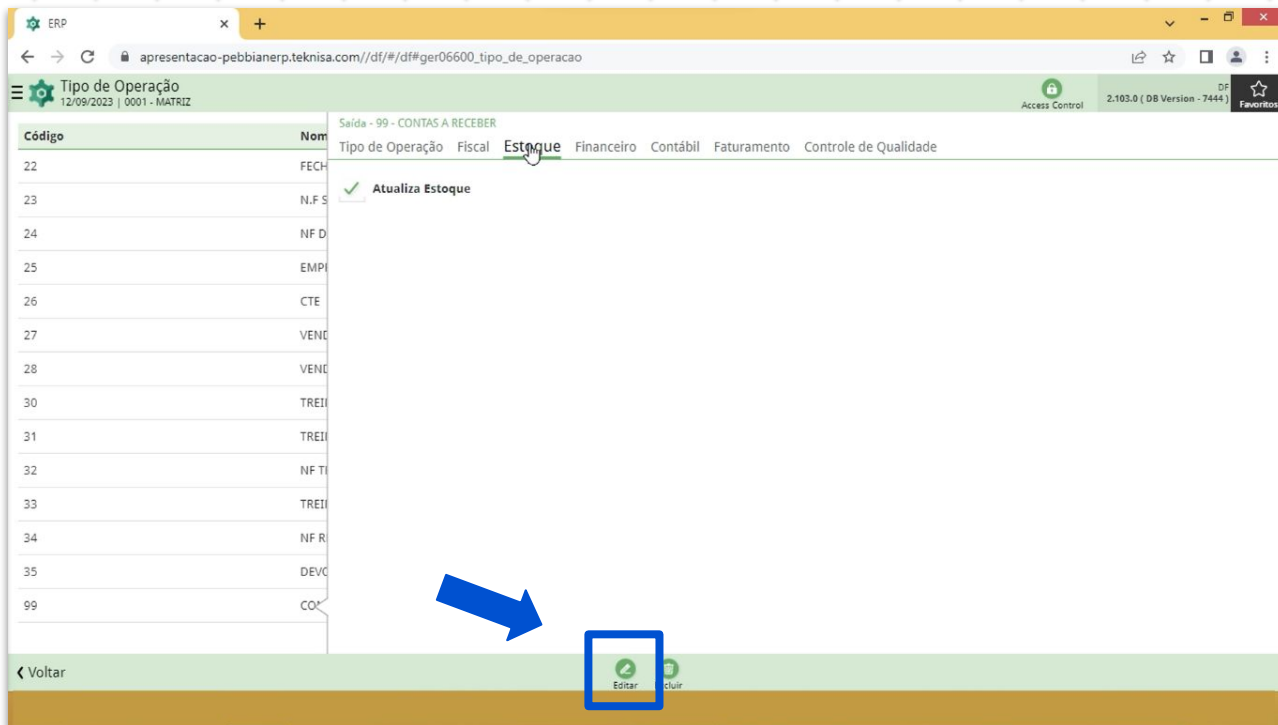 ERP
apresentacao-pebbianerp.teknisa.com//df/#/df#ger06600_tipo_de_operacao
Tipo de Operação
12/09/2023 | 0001 - MATRIZ
Access Control
DF
2.103.0 ( DB Version - 7444 )
Favoritos
Código Nom
22 FECH
23 N.F S
24 NF D
25 EMPI
26 CTE
27 VEND
28 VEND
30 TREI
31 TREI
32 NF T
33 TREI
34 NF R
35 DEVO
99 CO
Saída - 99 - CONTAS A RECEBER
Tipo de Operação Fiscal Estoque Financeiro Contábil Faturamento Controle de Qualidade
Atualiza Estoque
Voltar
Editar cluir